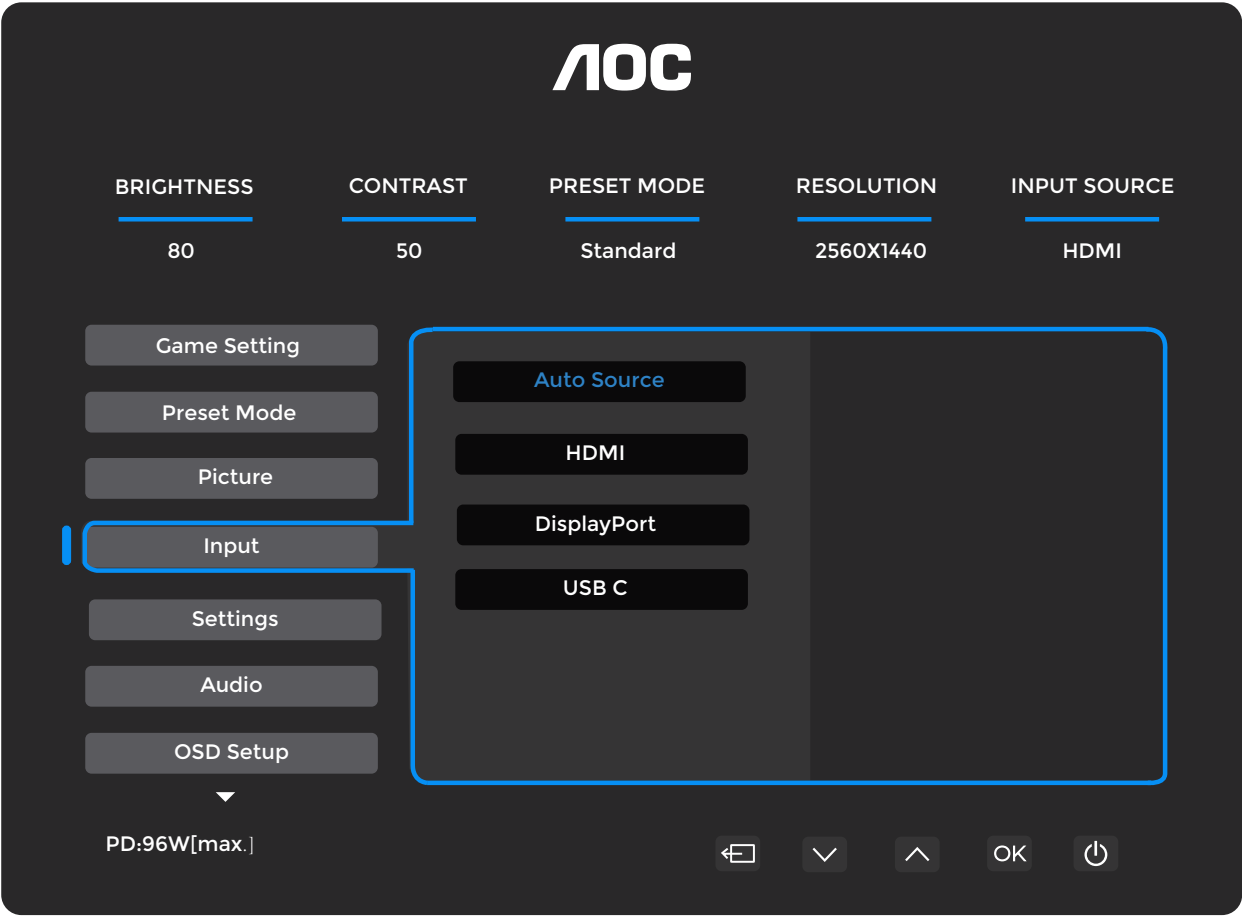 AOC
BRIGHTNESS CONTRAST PRESET MODE RESOLUTION INPUT SOURCE
80 50 Standard 2560X1440 HDMI
Game Setting
Preset Mode
Picture
Input
Settings
Audio
OSD Setup
Auto Source
HDMI
DisplayPort
USB C
PD:96W[max.]
OK